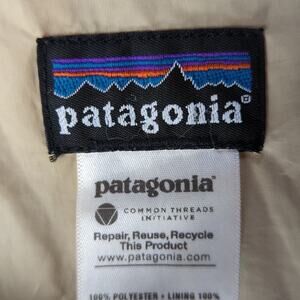 patagonia®
patagonia®
COMMON THREADS
INITIATIVE
Repair, Reuse, Recycle
This Product
www.patagonia.com
100% POLYESTER • LINING 100%